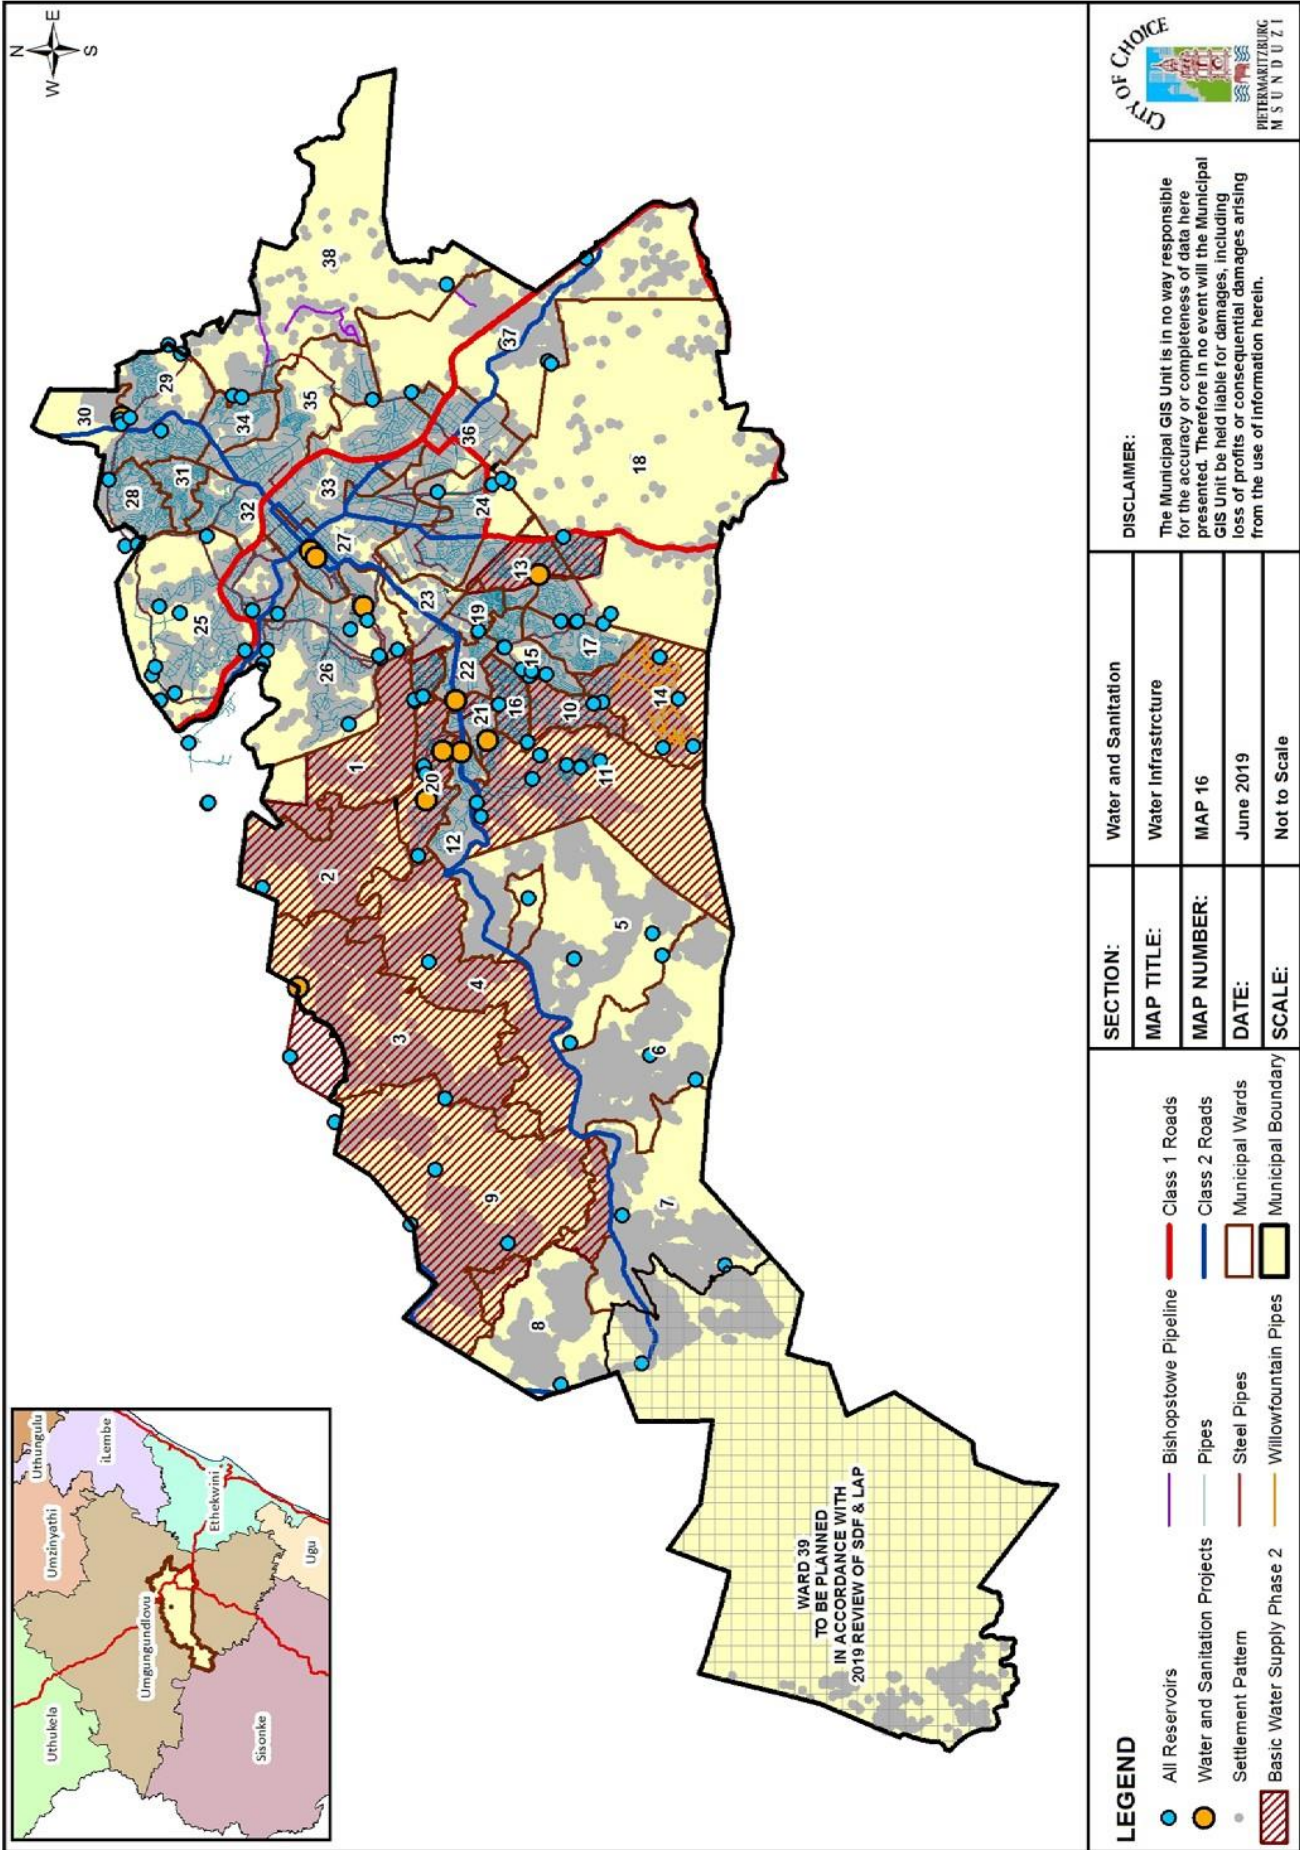 N
W
E
S
Uthungulu
Umzinyathi
iLembe
Uthukela
Umgungundlovu
Ethekwini
Ugu
Sisonke
30
29
28
31
34
38
35
32
25
33
27
26
37
36
24
18
23
13
19
22
15
17
1
20
21
16
10
14
12
11
2
3
4
5
6
9
7
8
WARD 39
TO BE PLANNED
IN ACCORDANCE WITH
2019 REVIEW OF SDF & LAP
LEGEND
All Reservoirs
Water and Sanitation Projects
Settlement Pattern
Basic Water Supply Phase 2
Bishopstowe Pipeline
Pipes
Steel Pipes
Willowfountain Pipes
Class 1 Roads
Class 2 Roads
Municipal Wards
Municipal Boundary
SECTION: Water and Sanitation
MAP TITLE: Water Infrastrcture
MAP NUMBER: MAP 16
DATE: June 2019
SCALE: Not to Scale
DISCLAIMER:
The Municipal GIS Unit is in no way responsible
for the accuracy or completeness of data here
presented. Therefore in no event will the Municipal
GIS Unit be held liable for damages, including
loss of profits or consequential damages arising
from the use of information herein.
CITY OF CHOICE
PIETERMARITZBURG
MSUNDUZI